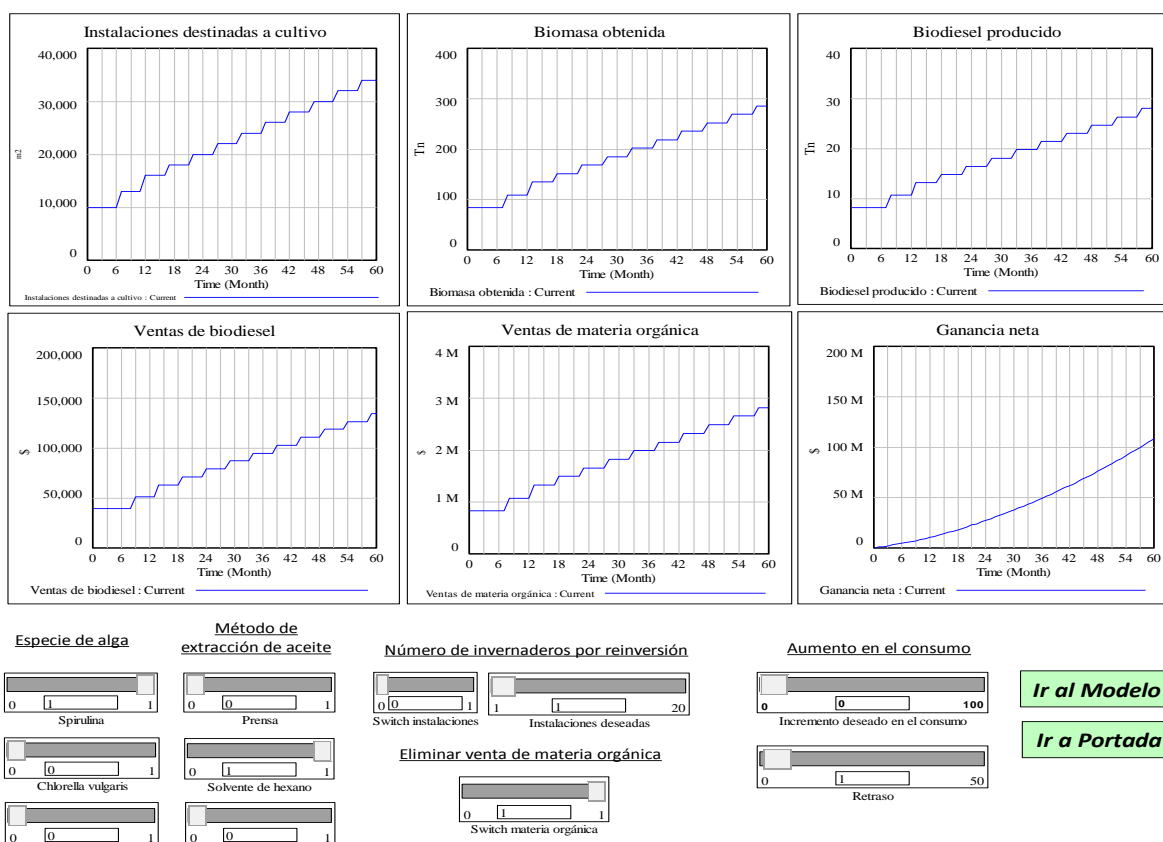 Instalaciones destinadas a cultivo
40,000
30,000
20,000
10,000
0
m2
0 6 12 18 24 30 36 42 48 54 60
Time (Month)
Instalaciones destinadas a cultivo : Current
Biomasa obtenida
400
300
200
100
0
Tn
0 6 12 18 24 30 36 42 48 54 60
Time (Month)
Biomasa obtenida : Current
Biodiesel producido
40
30
20
10
0
Tn
0 6 12 18 24 30 36 42 48 54 60
Time (Month)
Biodiesel producido : Current
Ventas de biodiesel
200,000
150,000
100,000
50,000
0
$
0 6 12 18 24 30 36 42 48 54 60
Time (Month)
Ventas de biodiesel : Current
Ventas de materia orgánica
4 M
3 M
2 M
1 M
0
$
0 6 12 18 24 30 36 42 48 54 60
Time (Month)
Ventas de materia orgánica : Current
Ganancia neta
200 M
150 M
100 M
50 M
0
$
0 6 12 18 24 30 36 42 48 54 60
Time (Month)
Ganancia neta : Current
Especie de alga
0 1 1
Spirulina
0 0 1
Chlorella vulgaris
0 0 1
Método de
extracción de aceite
0 0 1
Prensa
0 1 1
Solvente de hexano
0 0 1
Número de invernaderos por reinversión
0 0 1
Switch instalaciones
1 1 20
Instalaciones deseadas
Eliminar venta de materia orgánica
0 1 1
Switch materia orgánica
Aumento en el consumo
0 0 100
Incremento deseado en el consumo
0 1 50
Retraso
Ir al Modelo
Ir a Portada